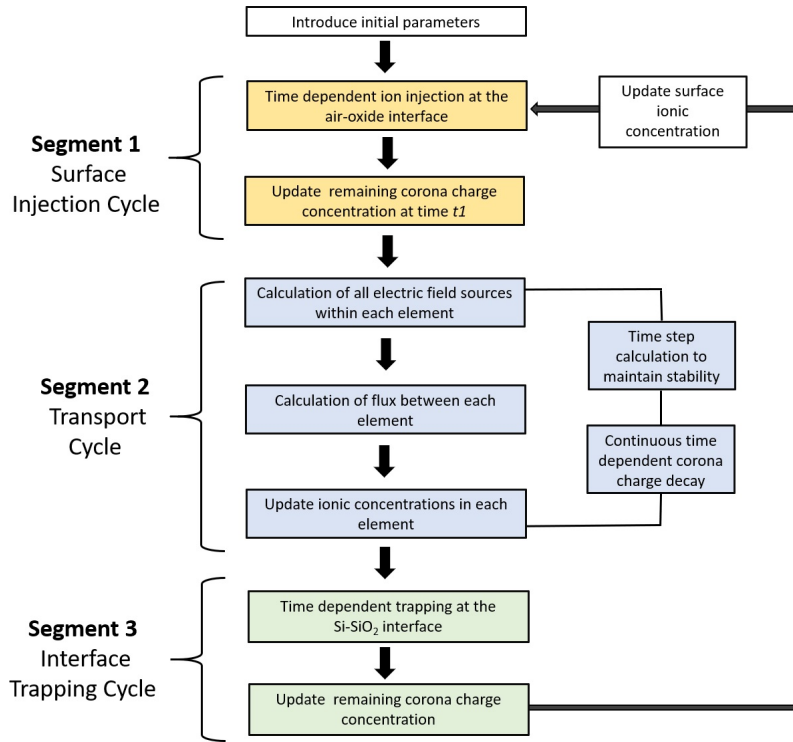 Introduce initial parameters
Segment 1
Surface
Injection Cycle
Time dependent ion injection at the
air-oxide interface
Update surface
ionic
concentration
Update remaining corona charge
concentration at time t1
Segment 2
Transport
Cycle
Calculation of all electric field sources
within each element
Time step
calculation to
maintain stability
Calculation of flux between each
element
Continuous time
dependent corona
charge decay
Update ionic concentrations in each
element
Segment 3
Interface
Trapping Cycle
Time dependent trapping at the
Si-SiO₂ interface
Update remaining corona charge
concentration